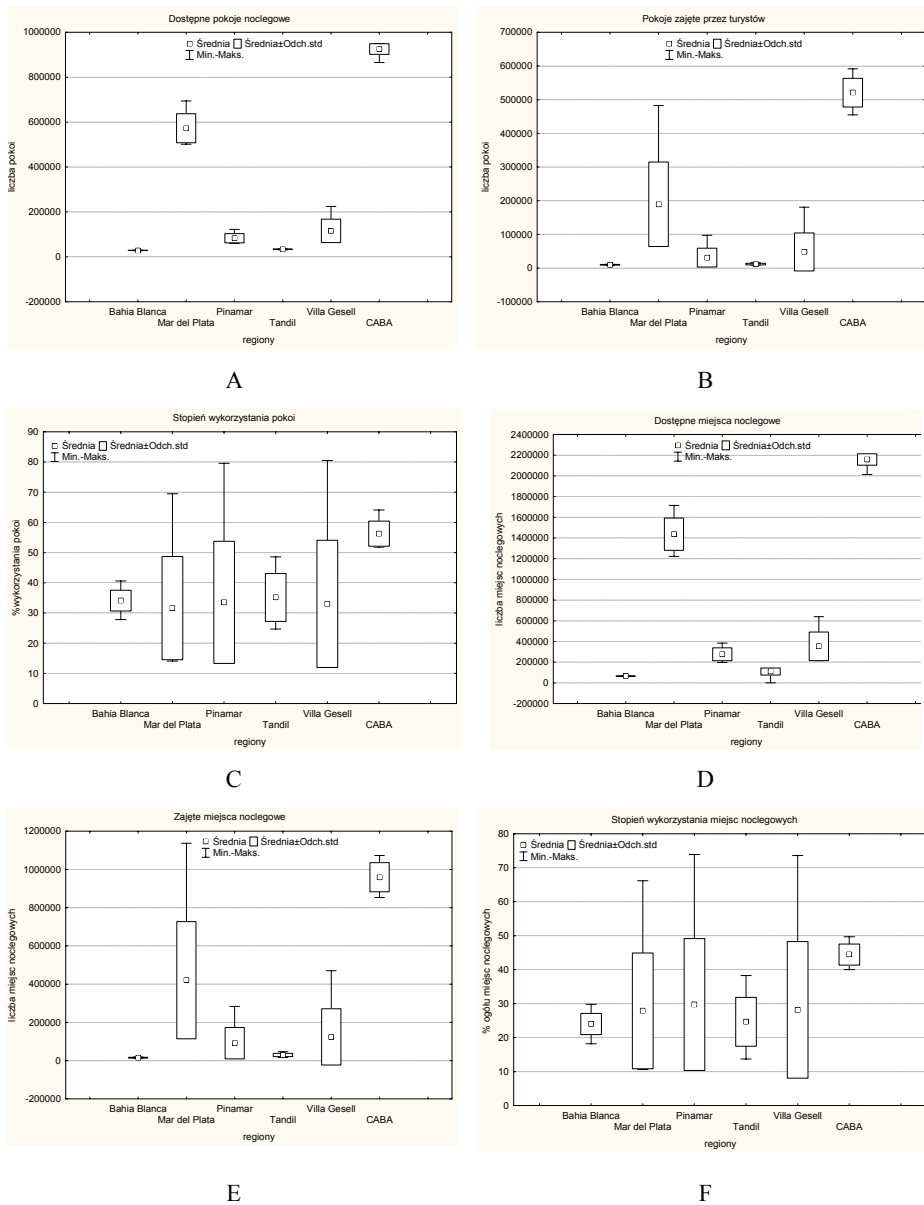 Dostępne pokoje noclegowe
Średnia Średnia±Odch.std
Min.-Maks.
liczba pokoi
1000000
800000
600000
400000
200000
0
-200000
Bahia Blanca Pinamar Villa Gesell
Mar del Plata Tandil CABA
regiony
A
Pokoje zajęte przez turystów
Średnia Średnia±Odch.std
Min.-Maks.
liczba pokoi
700000
600000
500000
400000
300000
200000
100000
0
-100000
Bahia Blanca Pinamar Villa Gesell
Mar del Plata Tandil CABA
regiony
B
Stopień wykorzystania pokoi
Średnia Średnia±Odch.std
Min.-Maks.
%wykorzystania pokoi
90
80
70
60
50
40
30
20
10
0
Bahia Blanca Pinamar Villa Gesell
Mar del Plata Tandil CABA
regiony
C
Dostępne miejsca noclegowe
Średnia Średnia±Odch.std
Min.-Maks.
liczba miejsc noclegowych
2400000
2200000
2000000
1800000
1600000
1400000
1200000
1000000
800000
600000
400000
200000
0
-200000
Bahia Blanca Pinamar Villa Gesell
Mar del Plata Tandil CABA
regiony
D
Zajęte miejsca noclegowe
Średnia Średnia±Odch.std
Min.-Maks.
liczba miejsc noclegowych
1200000
1000000
800000
600000
400000
200000
0
-200000
Bahia Blanca Pinamar Villa Gesell
Mar del Plata Tandil CABA
regiony
E
Stopień wykorzystania miejsc noclegowych
Średnia Średnia±Odch.std
Min.-Maks.
% ogółu miejsc noclegowych
80
70
60
50
40
30
20
10
0
Bahia Blanca Pinamar Villa Gesell
Mar del Plata Tandil CABA
regiony
F